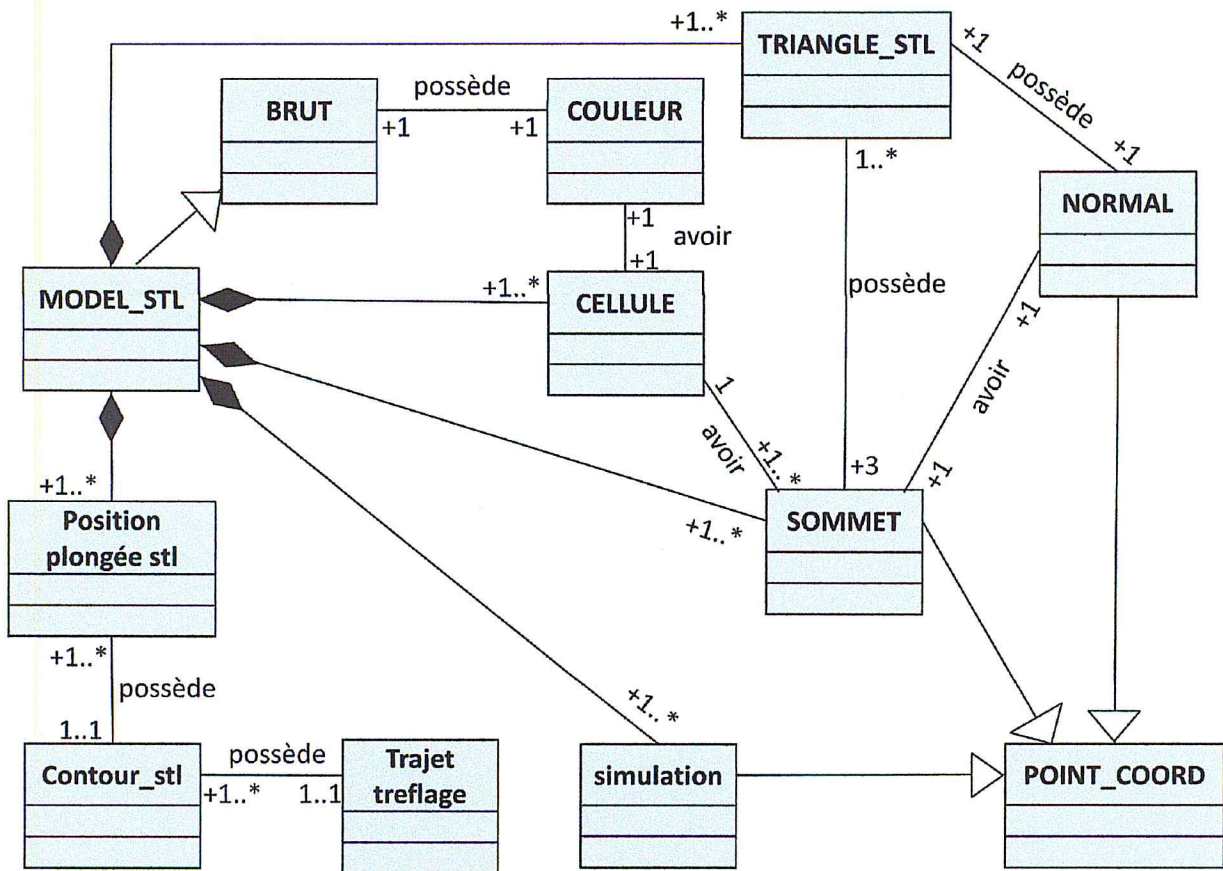 +1..*
TRIANGLE_STL
+1
possède
+1
BRUT
possède
+1
+1
COULEUR
1..*
NORMAL
+1
avoir
+1
MODEL_STL
+1..*
CELLULE
possède
+1
avoir
+1
1
avoir
+1.. *
+3
+1..*
Position
plongée stl
+1..*
SOMMET
+1..*
possède
1..1
+1.. *
Contour_stl
possède
+1..*
1..1
Trajet
treflage
simulation
POINT_COORD